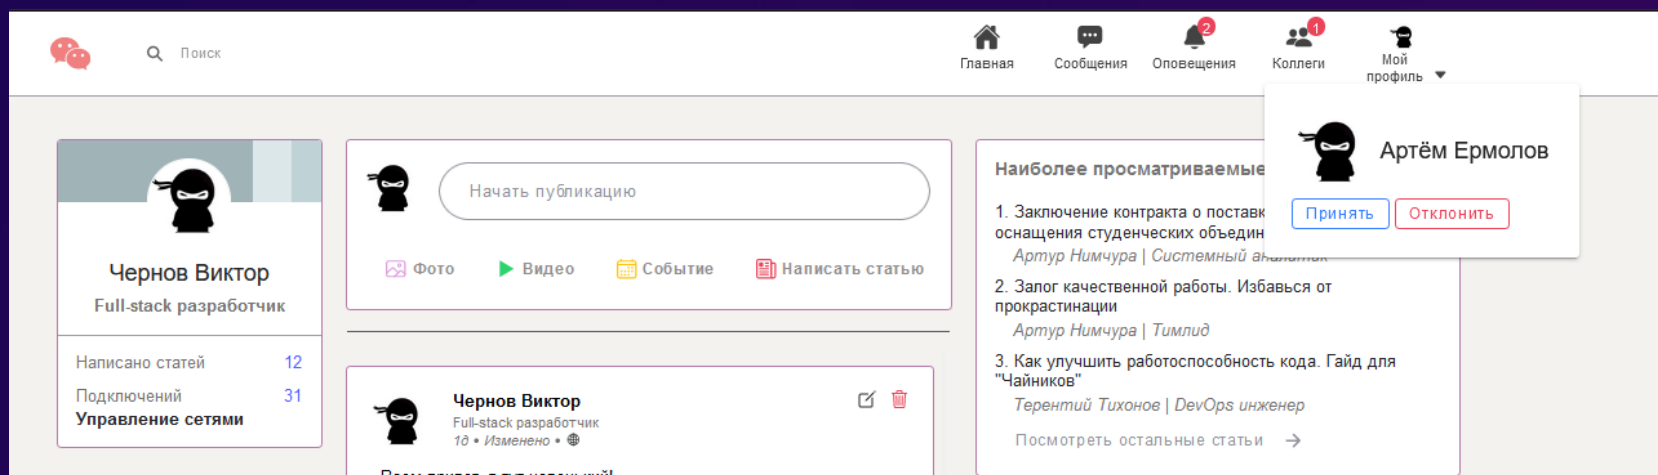 Поиск
Главная
Сообщения
2
Оповещения
1
Коллеги
Мой
профиль
Артём Ермолов
Принять
Отклонить
Чернов Виктор
Full-stack разработчик
Написано статей 12
Подключений 31
Управление сетями
Начать публикацию
Фото
Видео
Событие
Написать статью
Чернов Виктор
Full-stack разработчик
1д • Изменено •
Наиболее просматриваемые
1. Заключение контракта о
оснащения студенческих
Артур Нимчура | Системный аналитик
2. Залог качественной работы. Избавься от
прокрастинации
Артур Нимчура | Тимлид
3. Как улучшить работоспособность кода. Гайд для
"Чайников"
Терентий Тихонов | DevOps инженер
Посмотреть остальные статьи →